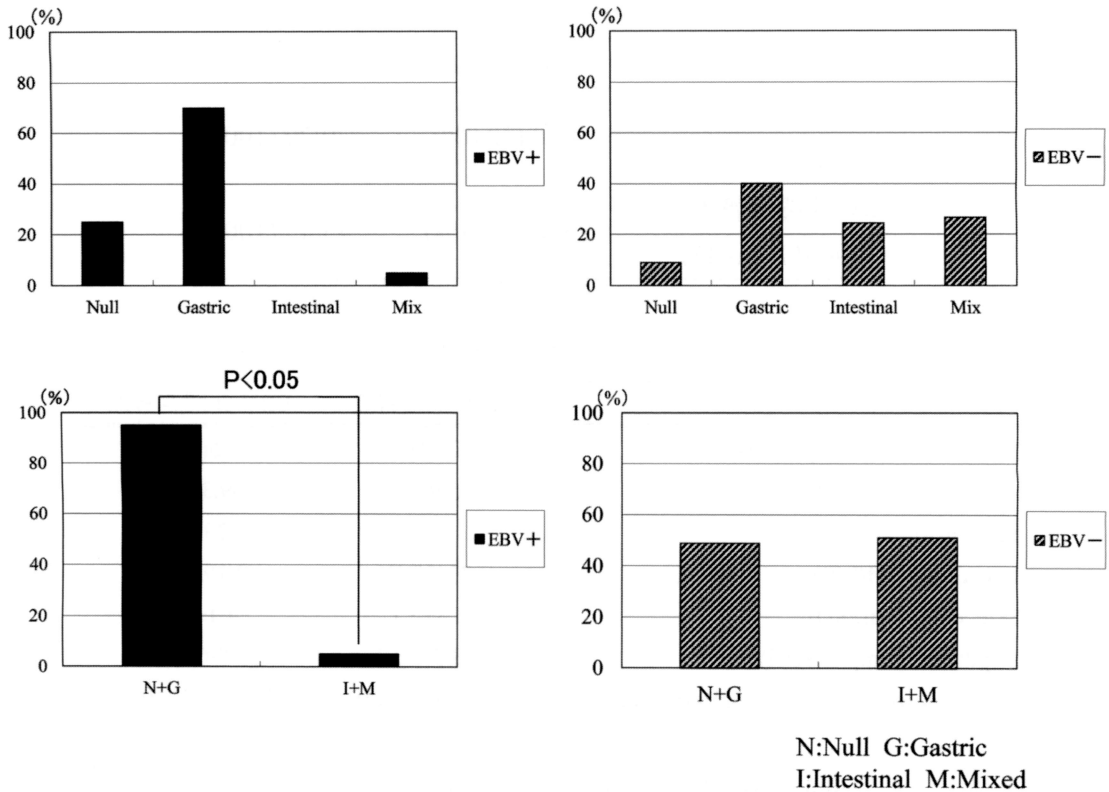 (%)
100
80
60
40
20
0
Null Gastric Intestinal Mix
EBV+
(%)
100
80
60
40
20
0
Null Gastric Intestinal Mix
EBV−
P<0.05
(%)
100
80
60
40
20
0
N+G I+M
EBV+
(%)
100
80
60
40
20
0
N+G I+M
EBV−
N:Null G:Gastric
I:Intestinal M:Mixed